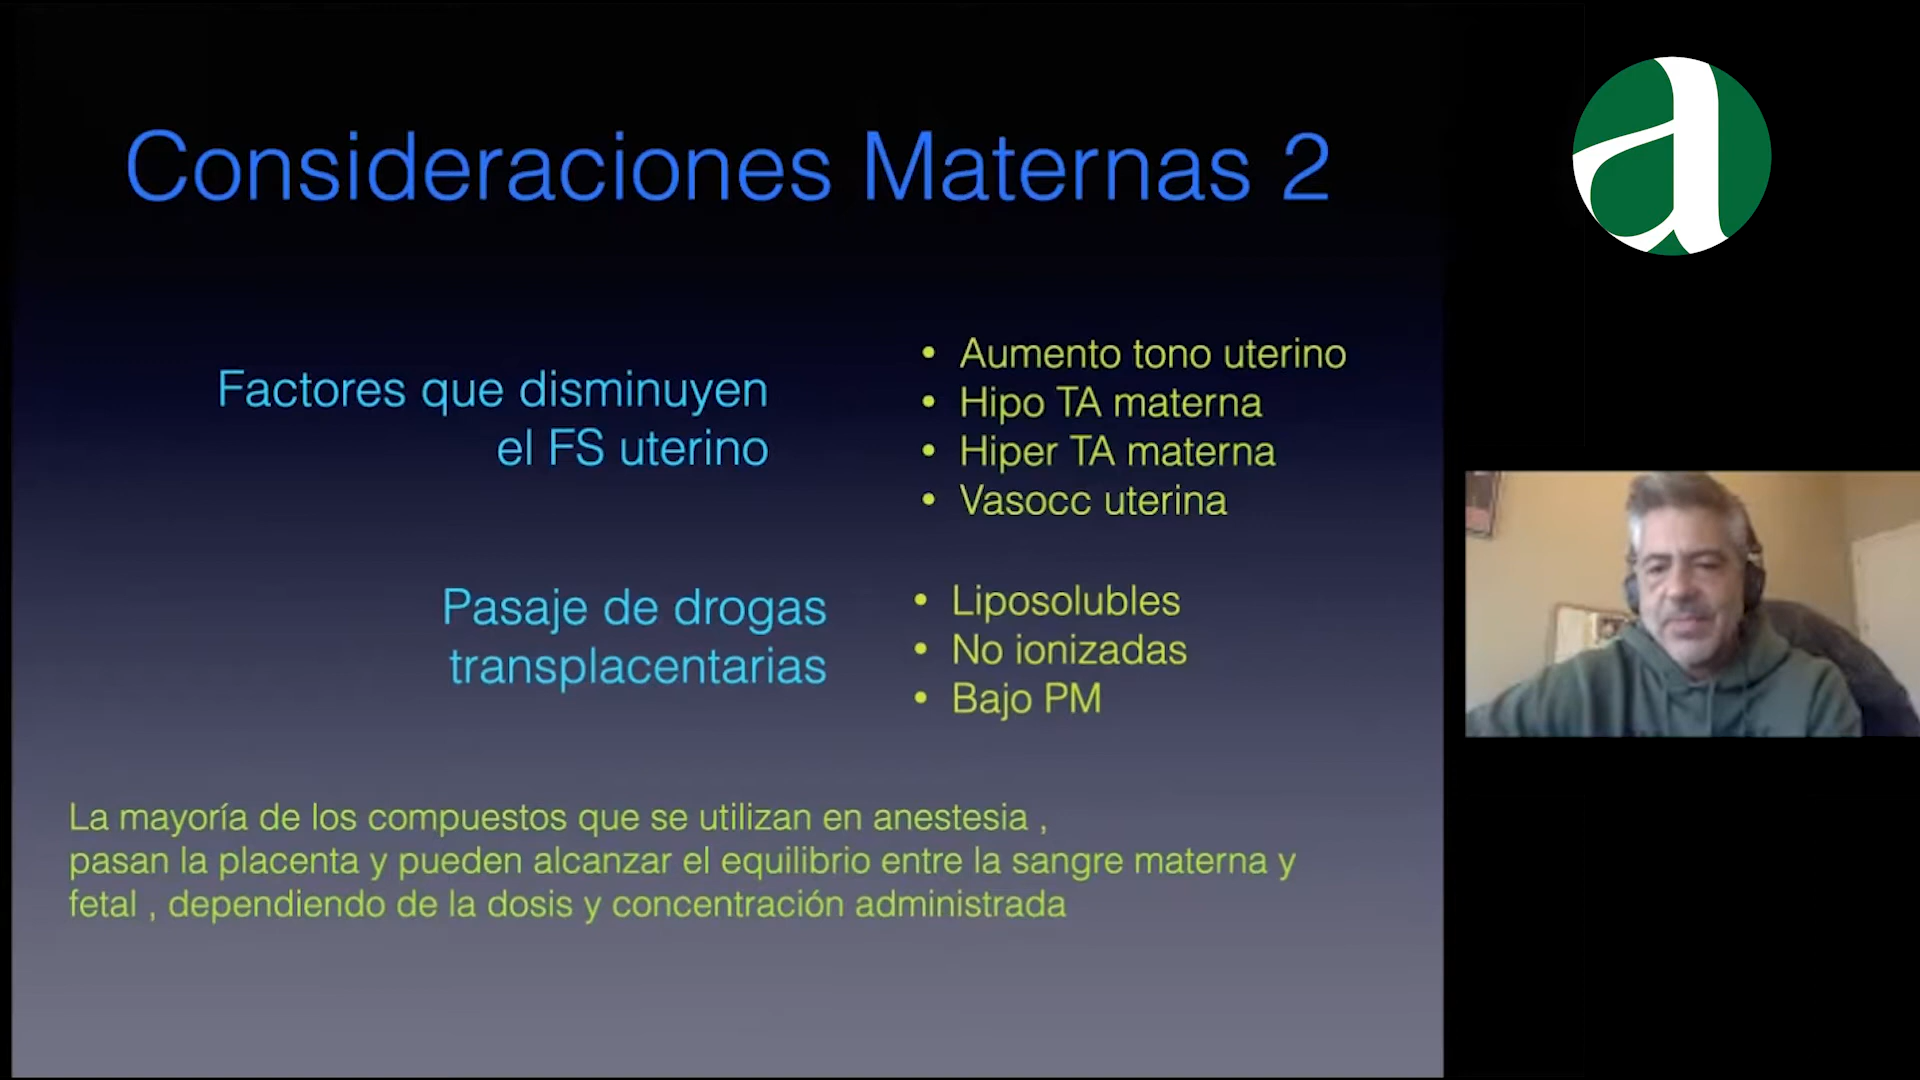 Consideraciones Maternas 2
Factores que disminuyen
el FS uterino
• Aumento tono uterino
• Hipo TA materna
• Hiper TA materna
• Vasocc uterina
Pasaje de drogas
transplacentarias
• Liposolubles
• No ionizadas
• Bajo PM
La mayoría de los compuestos que se utilizan en anestesia ,
pasan la placenta y pueden alcanzar el equilibrio entre la sangre materna y
fetal , dependiendo de la dosis y concentración administrada
a